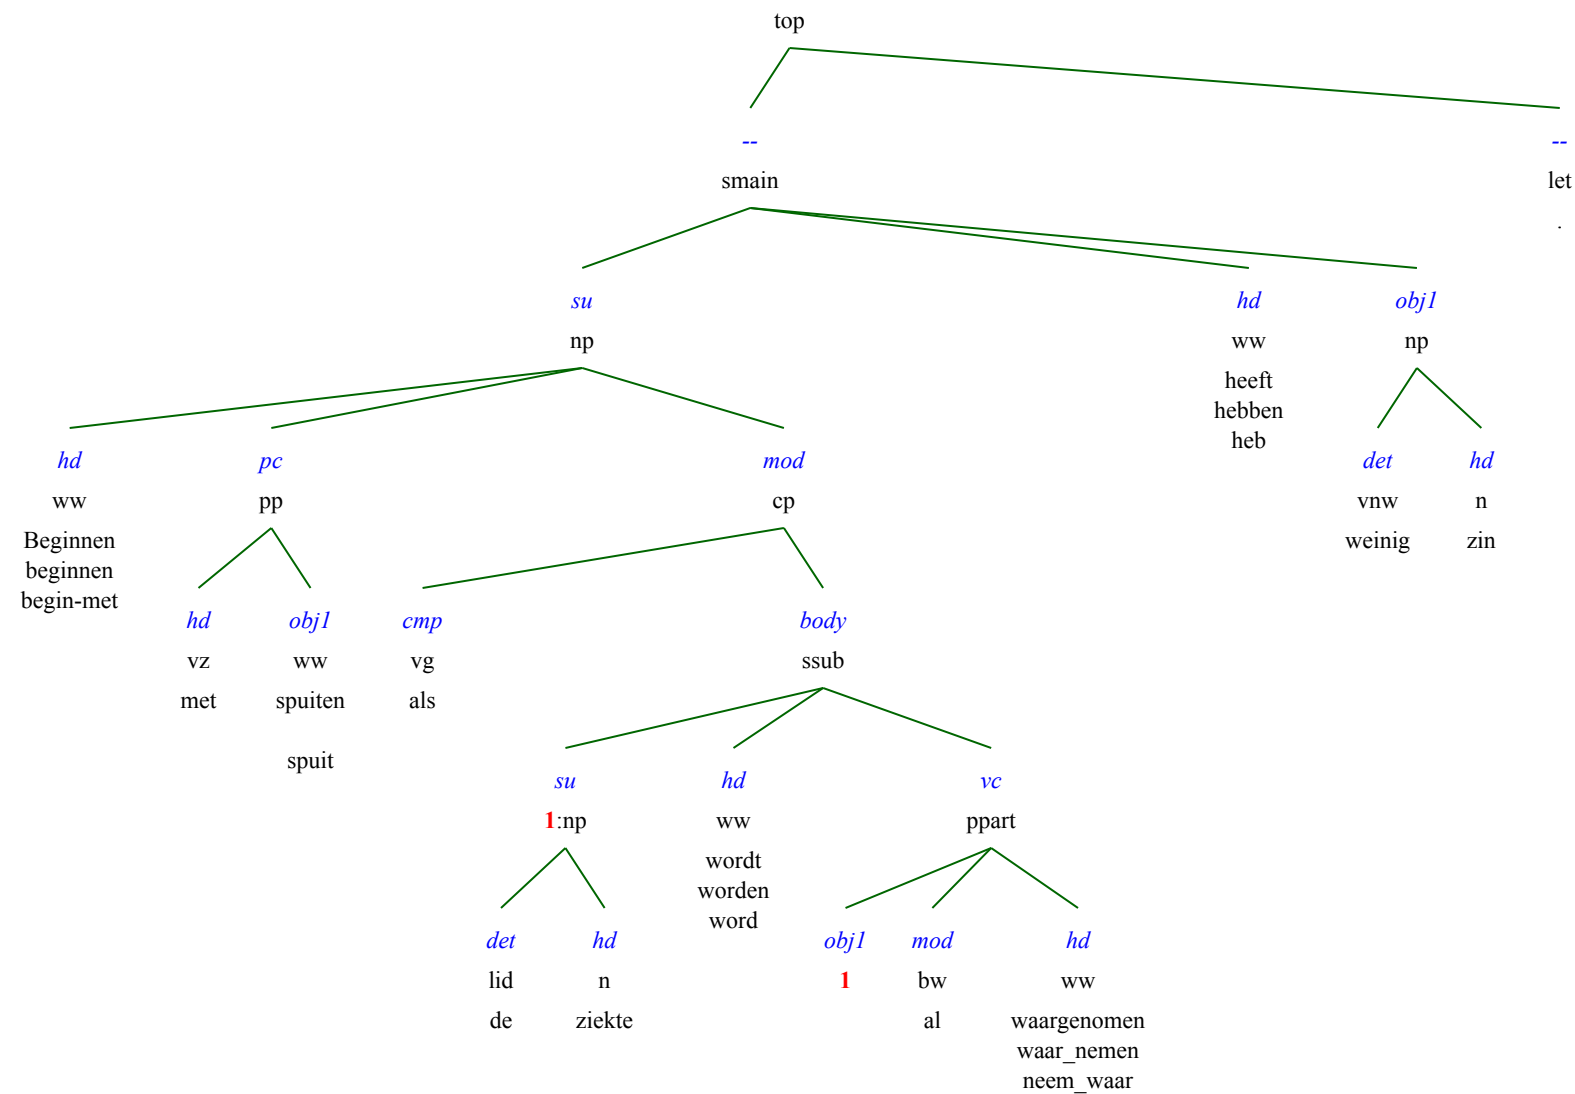 top
-- --
smain let
.
su hd obj1
np ww np
heeft
hebben
heb
hd pc mod det hd
ww pp cp vnw n
Beginnen weinig zin
beginnen
begin-met
hd obj1 cmp body
vz ww vg ssub
met spuiten als
spuit
su hd vc
1:np ww ppart
wordt
worden
word
det hd obj1 mod hd
lid n 1 bw ww
de ziekte al waargenomen
waar_nemen
neem_waar